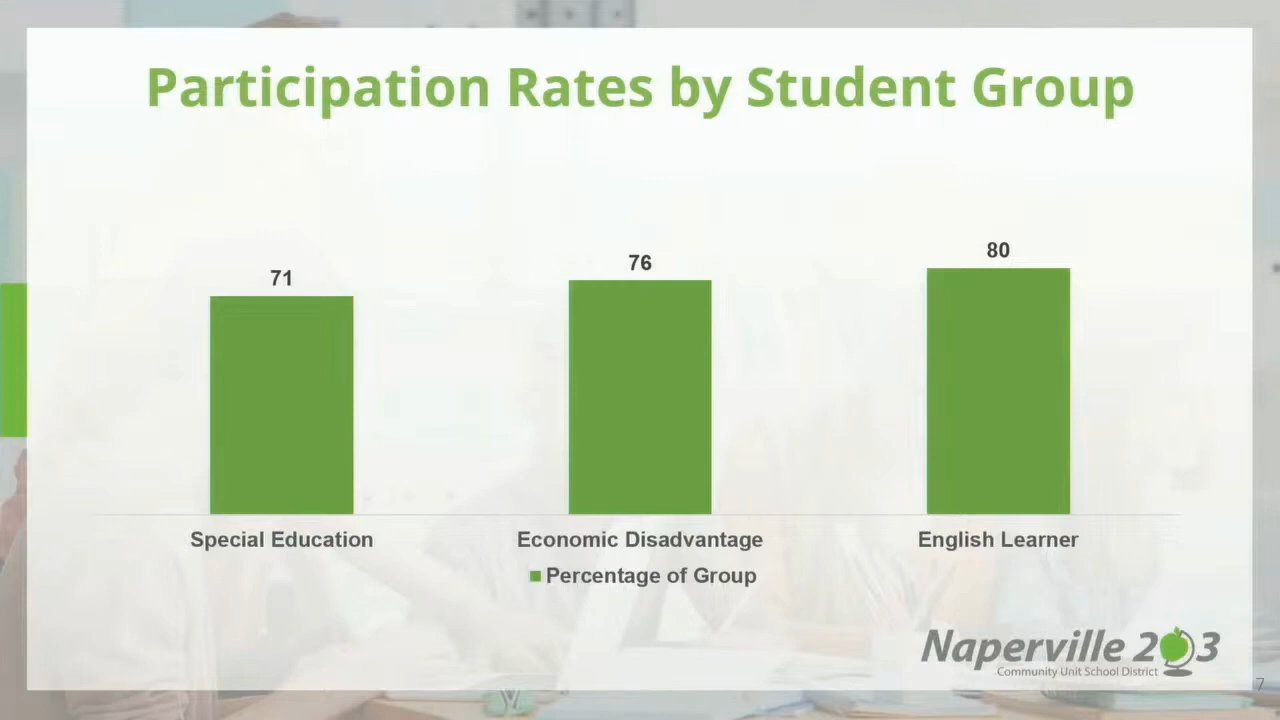 Participation Rates by Student Group
71
76
80
Special Education
Economic Disadvantage
English Learner
Percentage of Group
Naperville 203
Community Unit School District
7